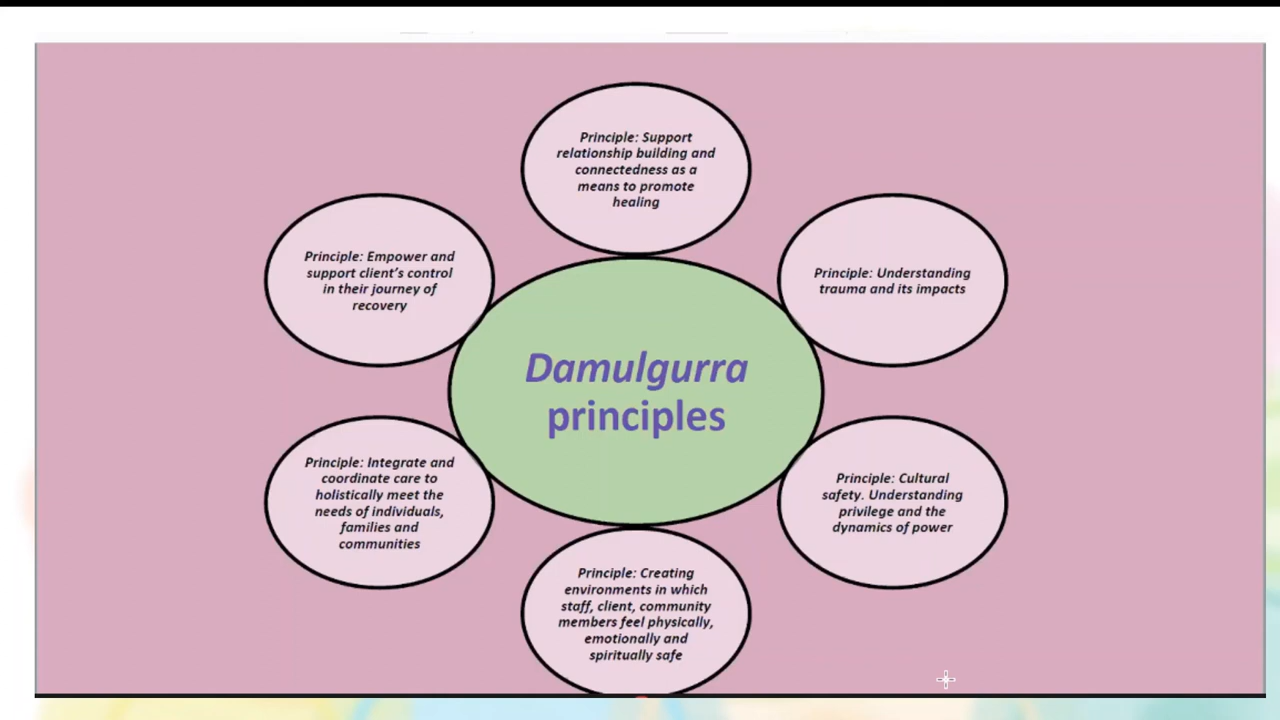 Principle: Support
relationship building and
connectedness as a
means to promote
healing
Principle: Understanding
trauma and its impacts
Principle: Cultural
safety. Understanding
privilege and the
dynamics of power
Principle: Creating
environments in which
staff, client, community
members feel physically,
emotionally and
spiritually safe
Principle: Integrate and
coordinate care to
holistically meet the
needs of individuals,
families and
communities
Principle: Empower and
support client’s control
in their journey of
recovery
Damulgurra
principles